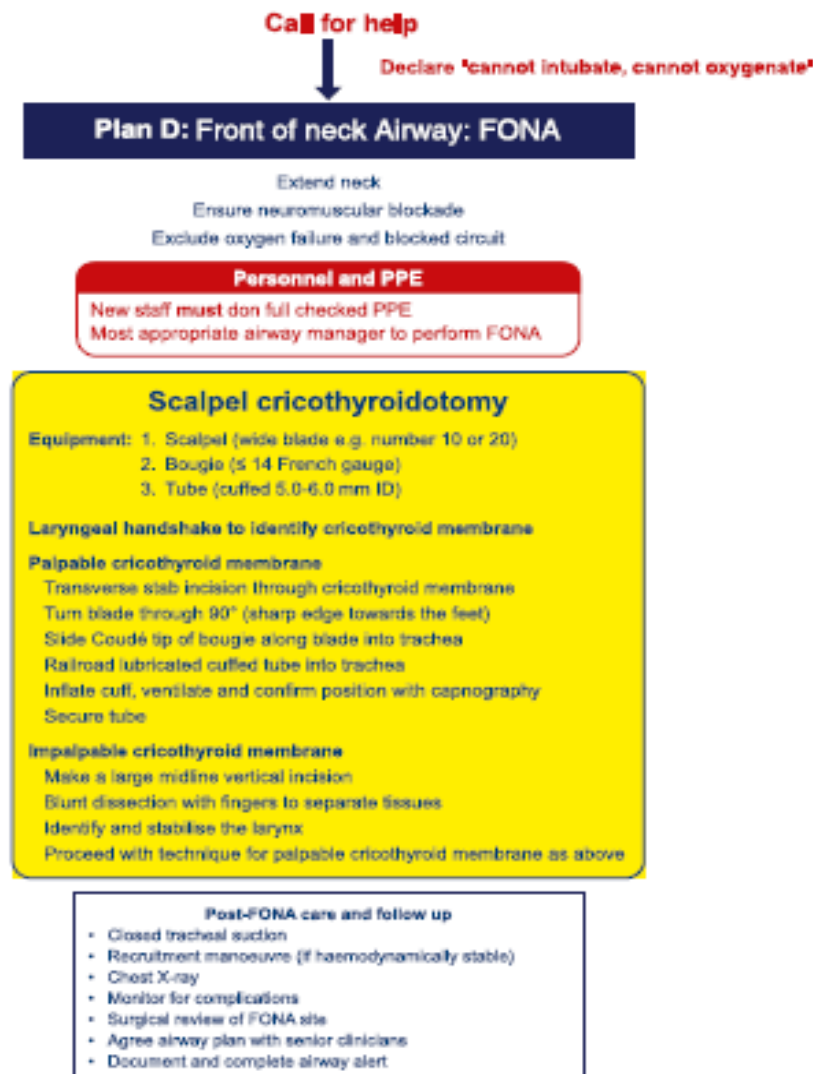 Call for help
Declare "cannot intubate, cannot oxygenate"
Plan D: Front of neck Airway: FONA
Extend neck
Ensure neuromuscular blockade
Exclude oxygen failure and blocked circuit
Personnel and PPE
New staff must don full checked PPE
Most appropriate airway manager to perform FONA
Scalpel cricothyroidotomy
Equipment: 1. Scalpel (wide blade e.g. number 10 or 20)
2. Bougie (≤ 14 French gauge)
3. Tube (cuffed 5.0-6.0 mm ID)
Laryngeal handshake to identify cricothyroid membrane
Palpable cricothyroid membrane
Transverse stab incision through cricothyroid membrane
Turn blade through 90° (sharp edge towards the feet)
Slide Coudé tip of bougie along blade into trachea
Railroad lubricated cuffed tube into trachea
Inflate cuff, ventilate and confirm position with capnography
Secure tube
Impalpable cricothyroid membrane
Make a large midline vertical incision
Blunt dissection with fingers to separate tissues
Identify and stabilise the larynx
Proceed with technique for palpable cricothyroid membrane as above
Post-FONA care and follow up
• Closed tracheal suction
• Recruitment manoeuvre (if haemodynamically stable)
• Chest X-ray
• Monitor for complications
• Surgical review of FONA site
• Agree airway plan with senior clinicians
• Document and complete airway alert